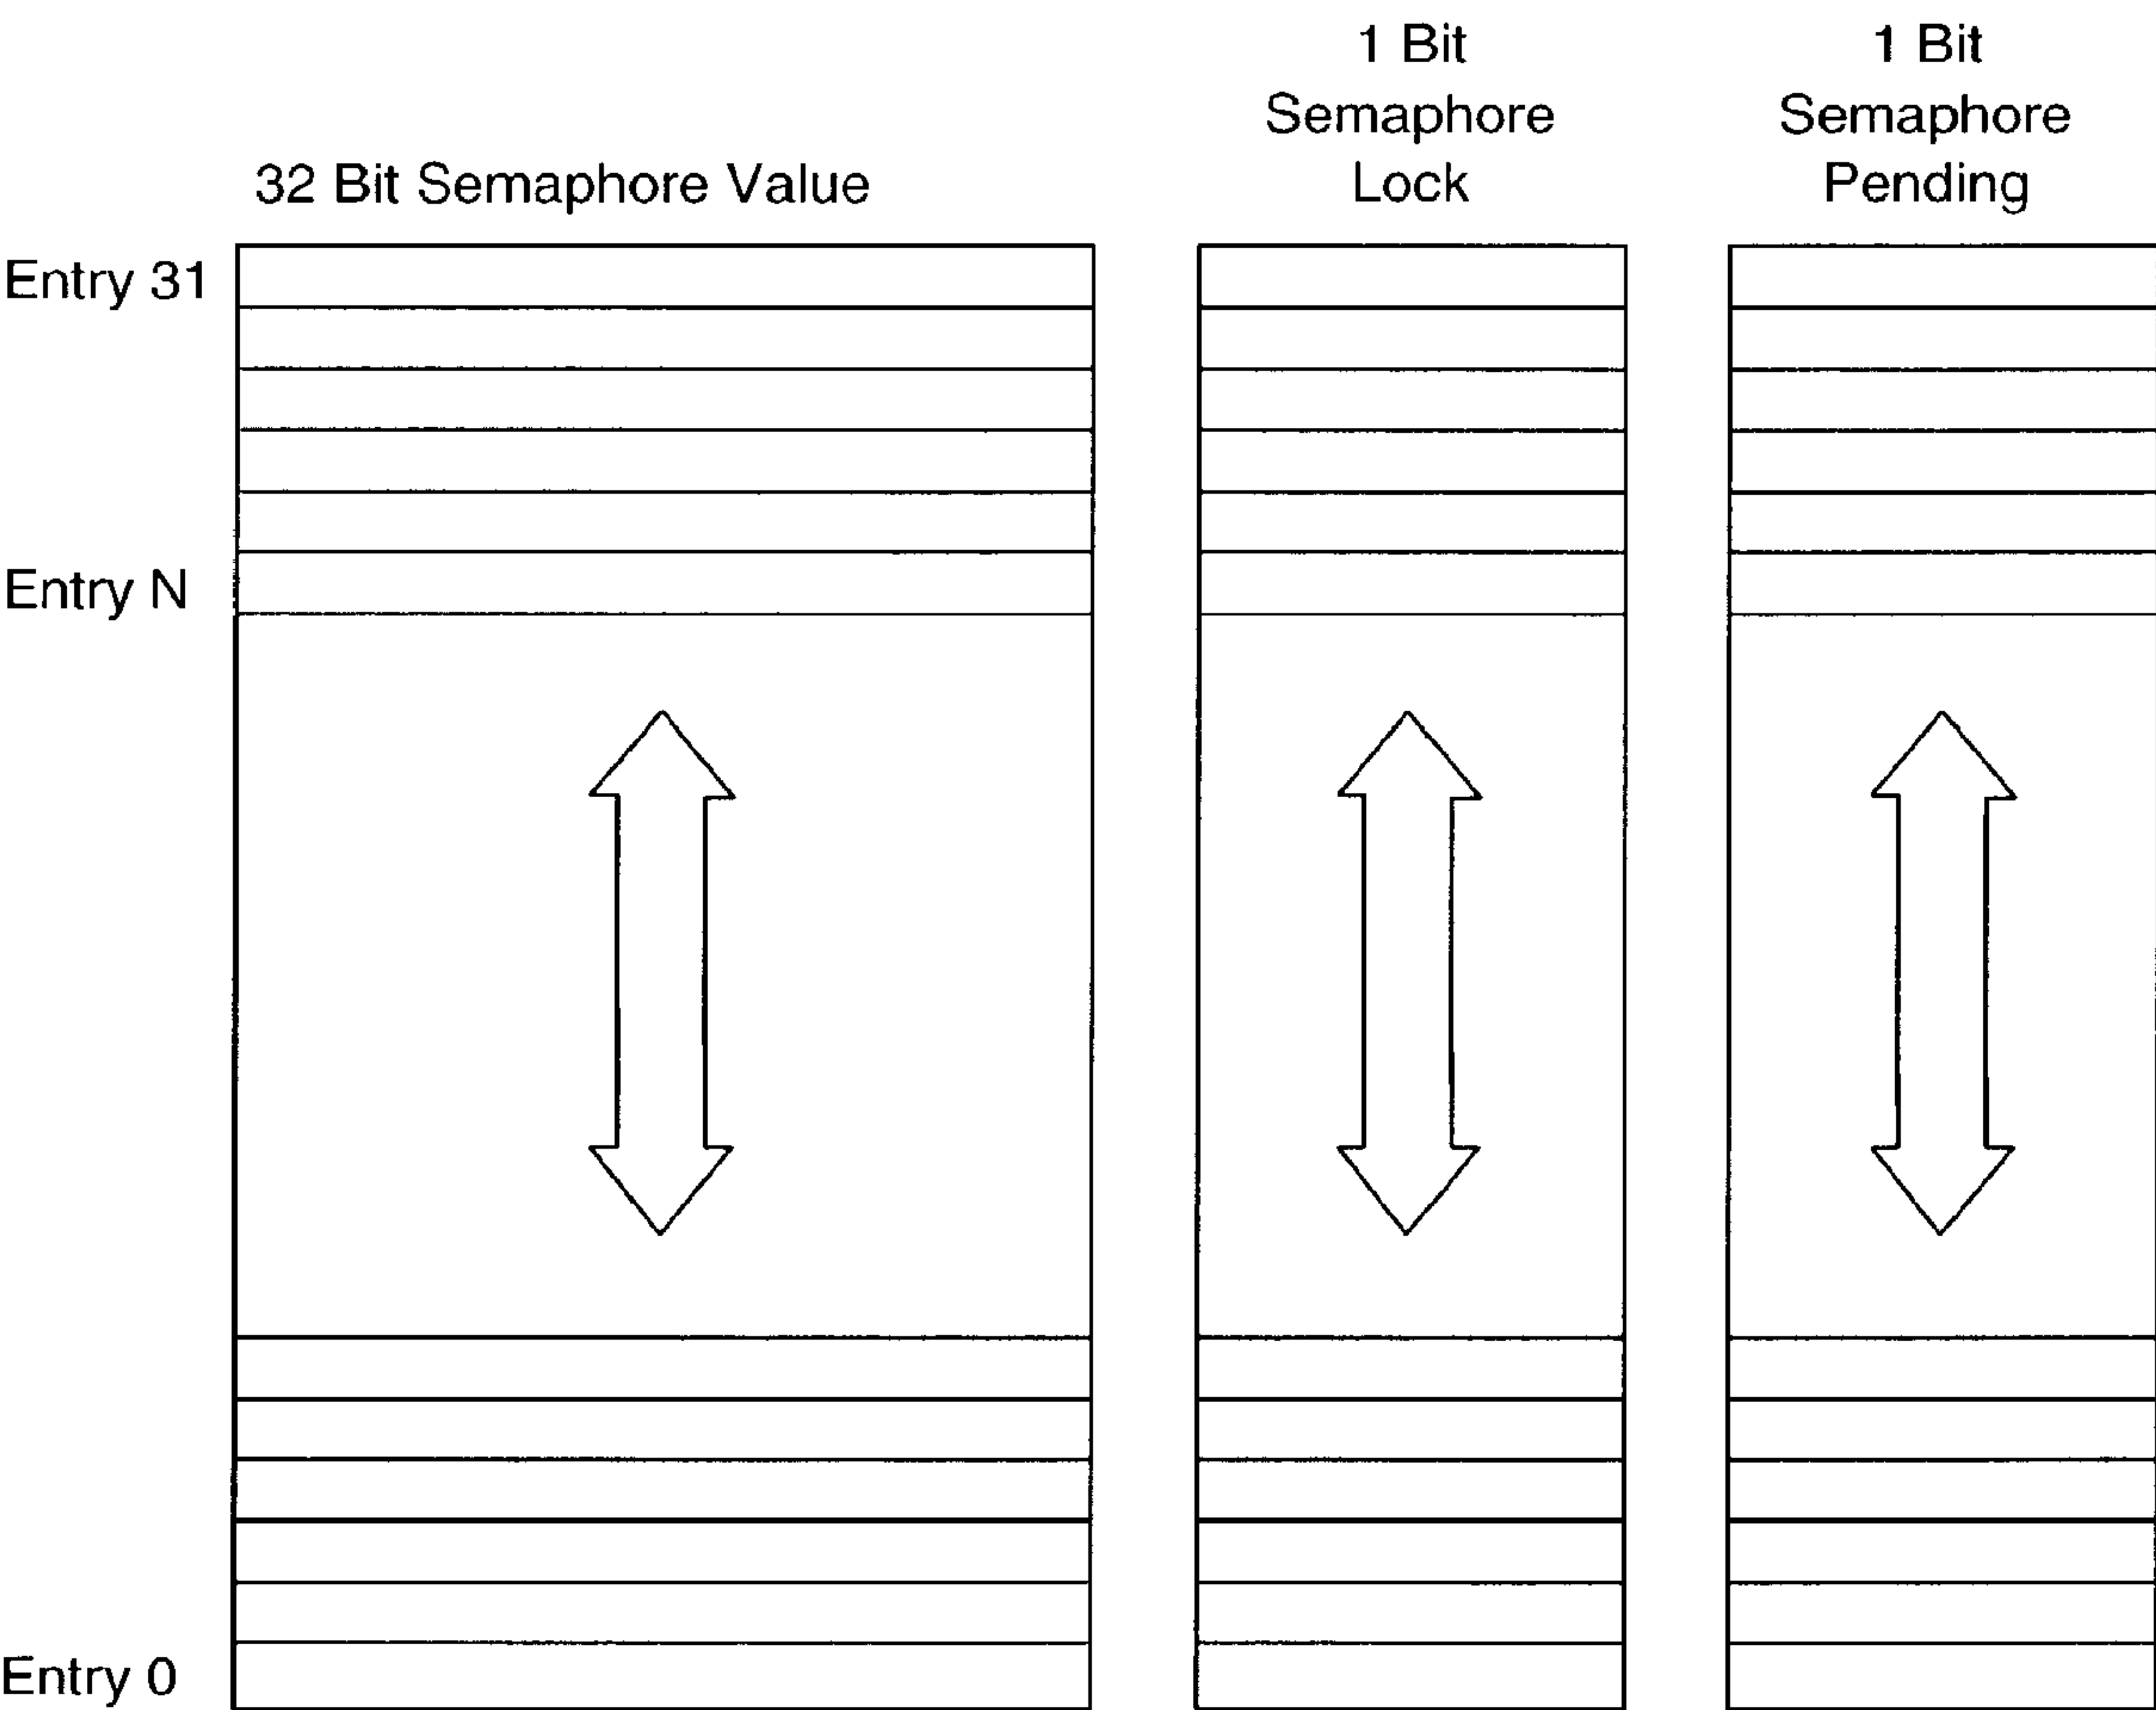 1 Bit
Semaphore
Lock
1 Bit
Semaphore
Pending
32 Bit Semaphore Value
Entry 31
Entry N
Entry 0